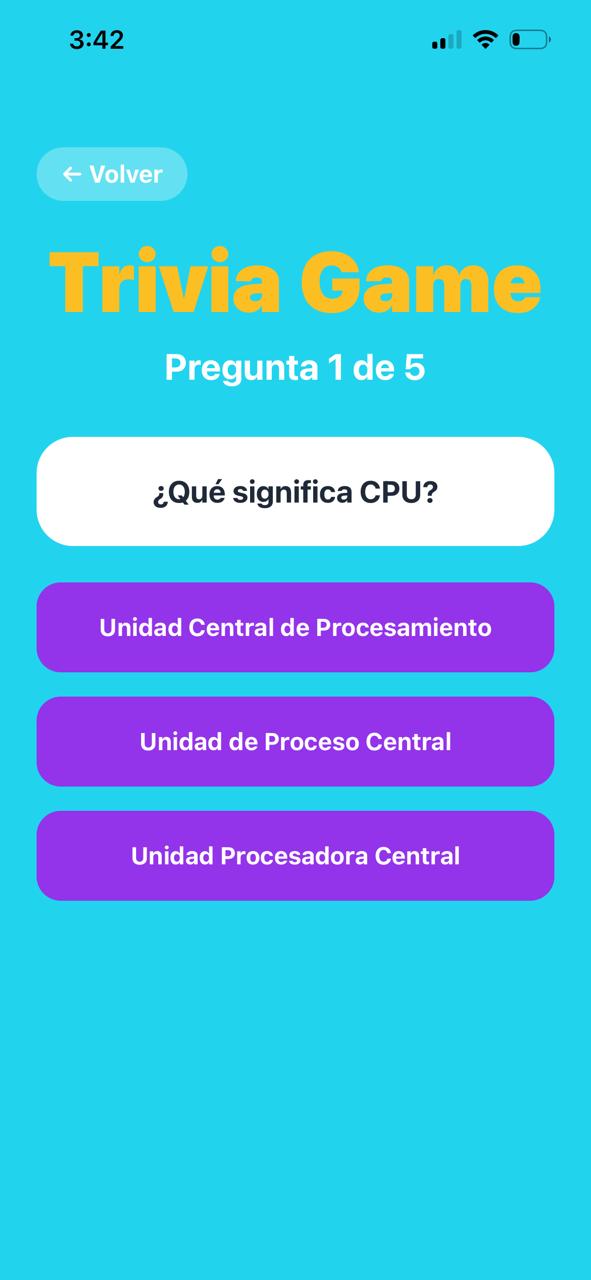 3:42
← Volver
Trivia Game
Pregunta 1 de 5
¿Qué significa CPU?
Unidad Central de Procesamiento
Unidad de Proceso Central
Unidad Procesadora Central